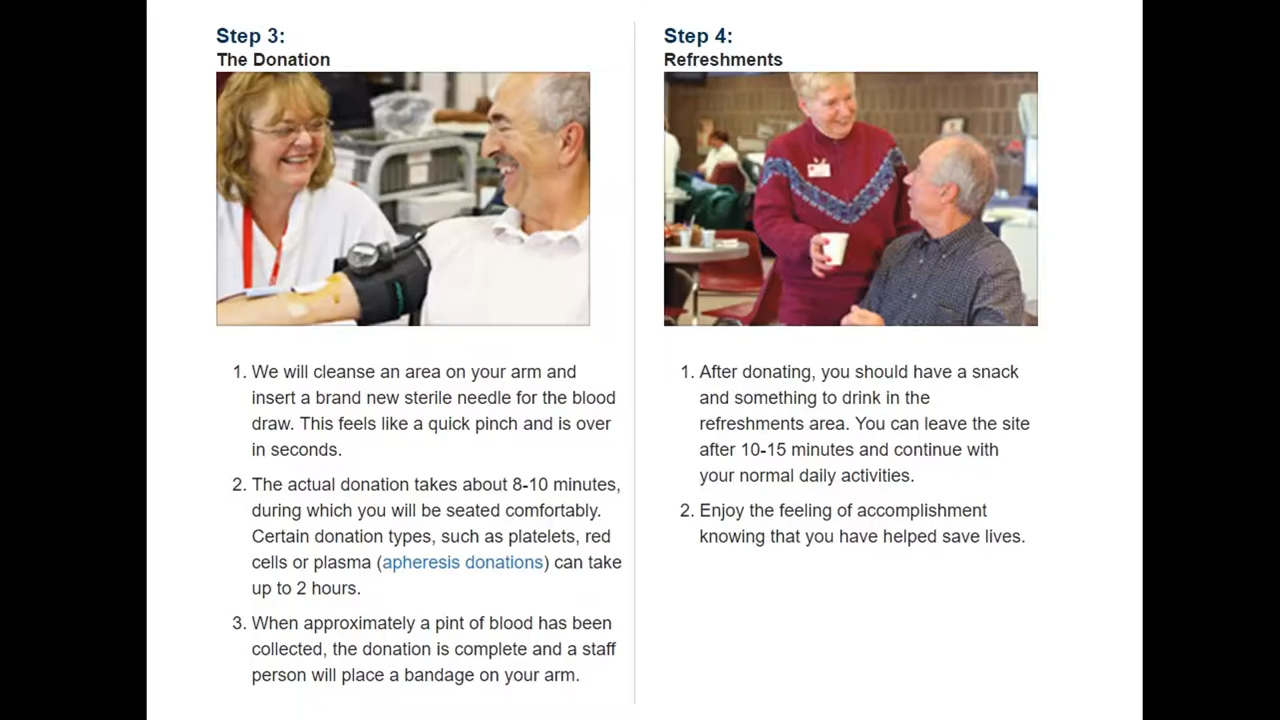 Step 3:
The Donation
1. We will cleanse an area on your arm and
insert a brand new sterile needle for the blood
draw. This feels like a quick pinch and is over
in seconds.
2. The actual donation takes about 8-10 minutes,
during which you will be seated comfortably.
Certain donation types, such as platelets, red
cells or plasma (apheresis donations) can take
up to 2 hours.
3. When approximately a pint of blood has been
collected, the donation is complete and a staff
person will place a bandage on your arm.
Step 4:
Refreshments
1. After donating, you should have a snack
and something to drink in the
refreshments area. You can leave the site
after 10-15 minutes and continue with
your normal daily activities.
2. Enjoy the feeling of accomplishment
knowing that you have helped save lives.